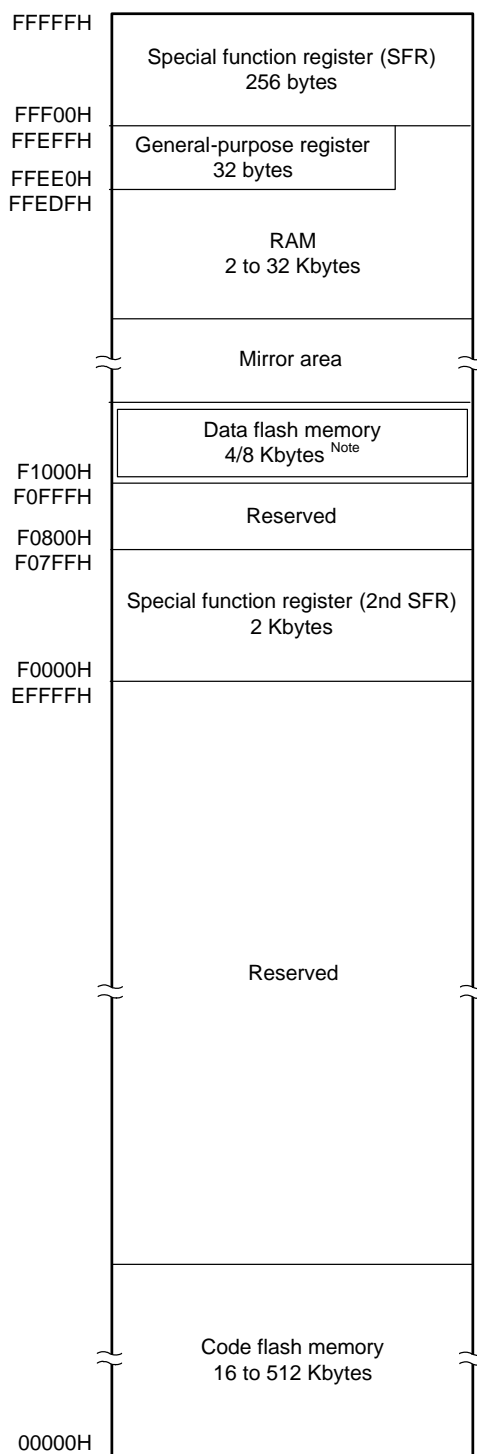 FFFFFH
Special function register (SFR)
256 bytes
FFF00H
FFEFFH
General-purpose register
32 bytes
FFEE0H
FFEDFH
RAM
2 to 32 Kbytes
Mirror area
Data flash memory
4/8 Kbytes Note
F1000H
F0FFFH
Reserved
F0800H
F07FFH
Special function register (2nd SFR)
2 Kbytes
F0000H
EFFFFH
Reserved
Code flash memory
16 to 512 Kbytes
00000H